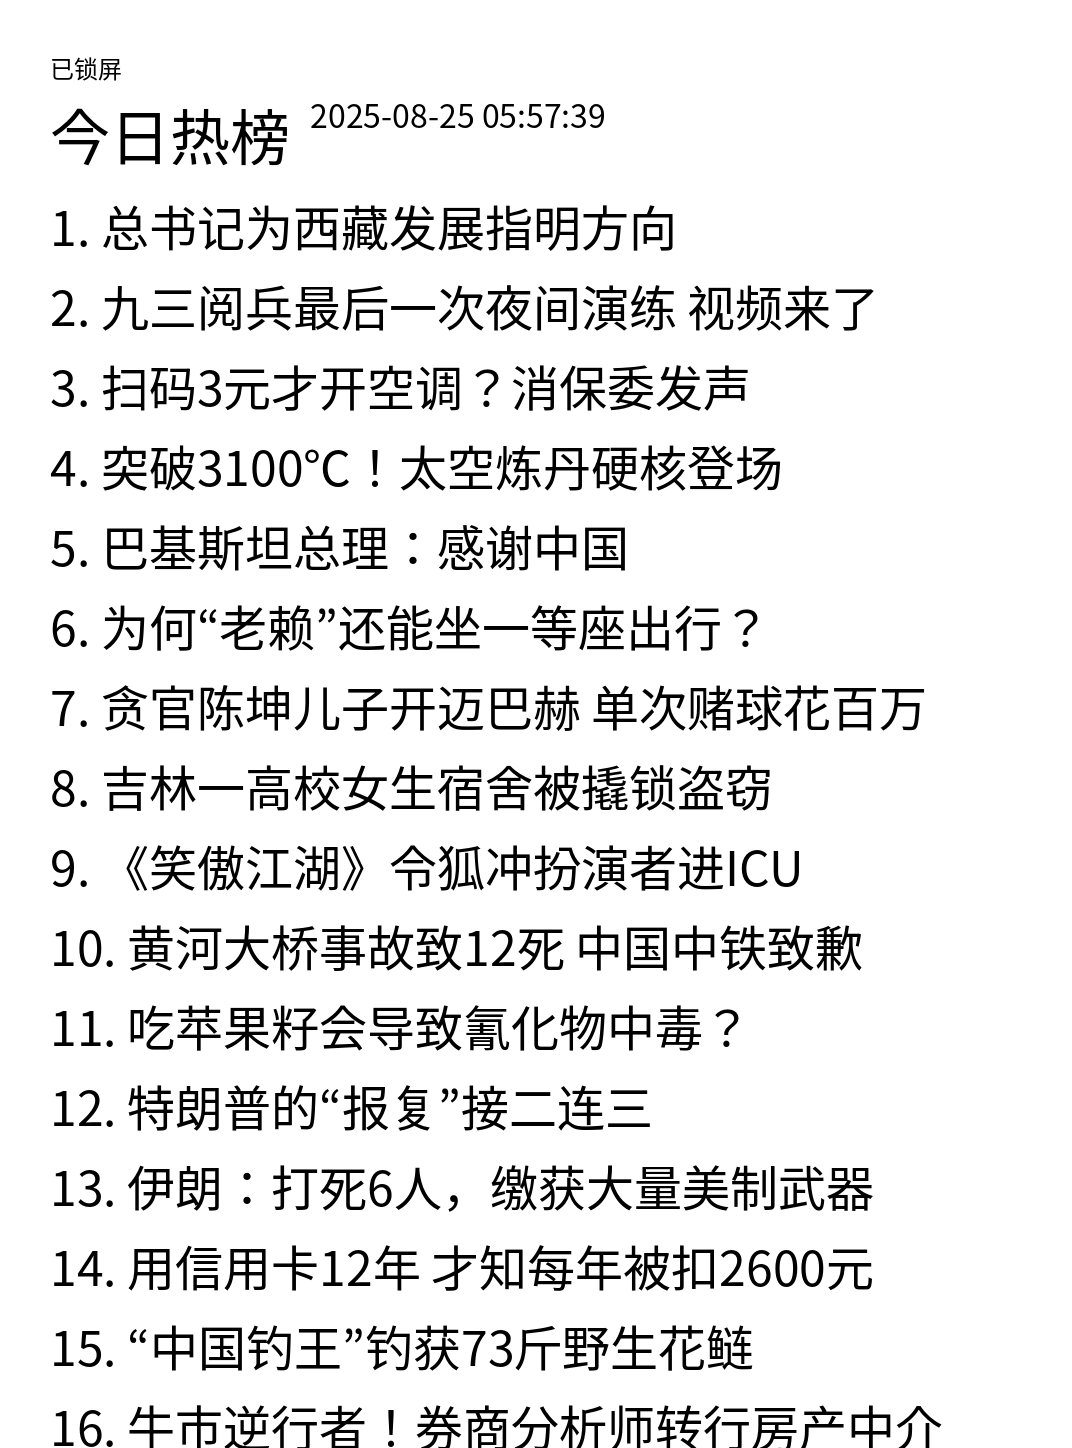 已锁屏
今日热榜 2025-08-25 05:57:39
1. 总书记为西藏发展指明方向
2. 九三阅兵最后一次夜间演练 视频来了
3. 扫码3元才开空调？消保委发声
4. 突破3100℃！太空炼丹硬核登场
5. 巴基斯坦总理：感谢中国
6. 为何“老赖”还能坐一等座出行？
7. 贪官陈坤儿子开迈巴赫 单次赌球花百万
8. 吉林一高校女生宿舍被撬锁盗窃
9. 《笑傲江湖》令狐冲扮演者进ICU
10. 黄河大桥事故致12死 中国中铁致歉
11. 吃苹果籽会导致氰化物中毒？
12. 特朗普的“报复”接二连三
13. 伊朗：打死6人，缴获大量美制武器
14. 用信用卡12年 才知每年被扣2600元
15. “中国钓王”钓获73斤野生花鲢
16. 牛市逆行者！券商分析师转行房产中介